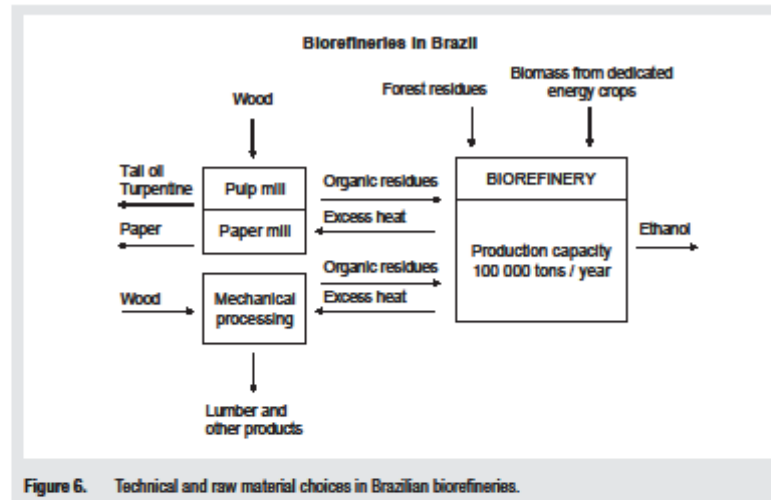 Biorefineries in Brazil
Wood
Forest residues
Biomass from dedicated
energy crops
Tall oil
Turpentine
Pulp mill
Organic residues
BIOREFINERY
Paper
Paper mill
Excess heat
Production capacity
100 000 tons / year
Ethanol
Organic residues
Wood
Mechanical
processing
Excess heat
Lumber and
other products
Figure 6. Technical and raw material choices in Brazilian biorefineries.